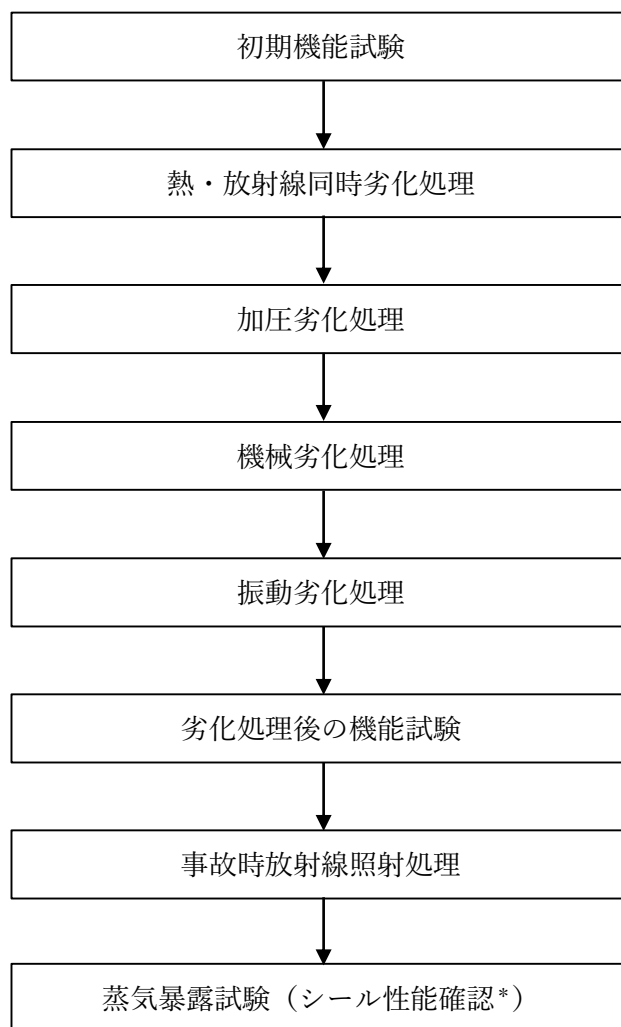 初期機能試験
熱・放射線同時劣化処理
加圧劣化処理
機械劣化処理
振動劣化処理
劣化処理後の機能試験
事故時放射線照射処理
蒸気暴露試験（シール性能確認*）